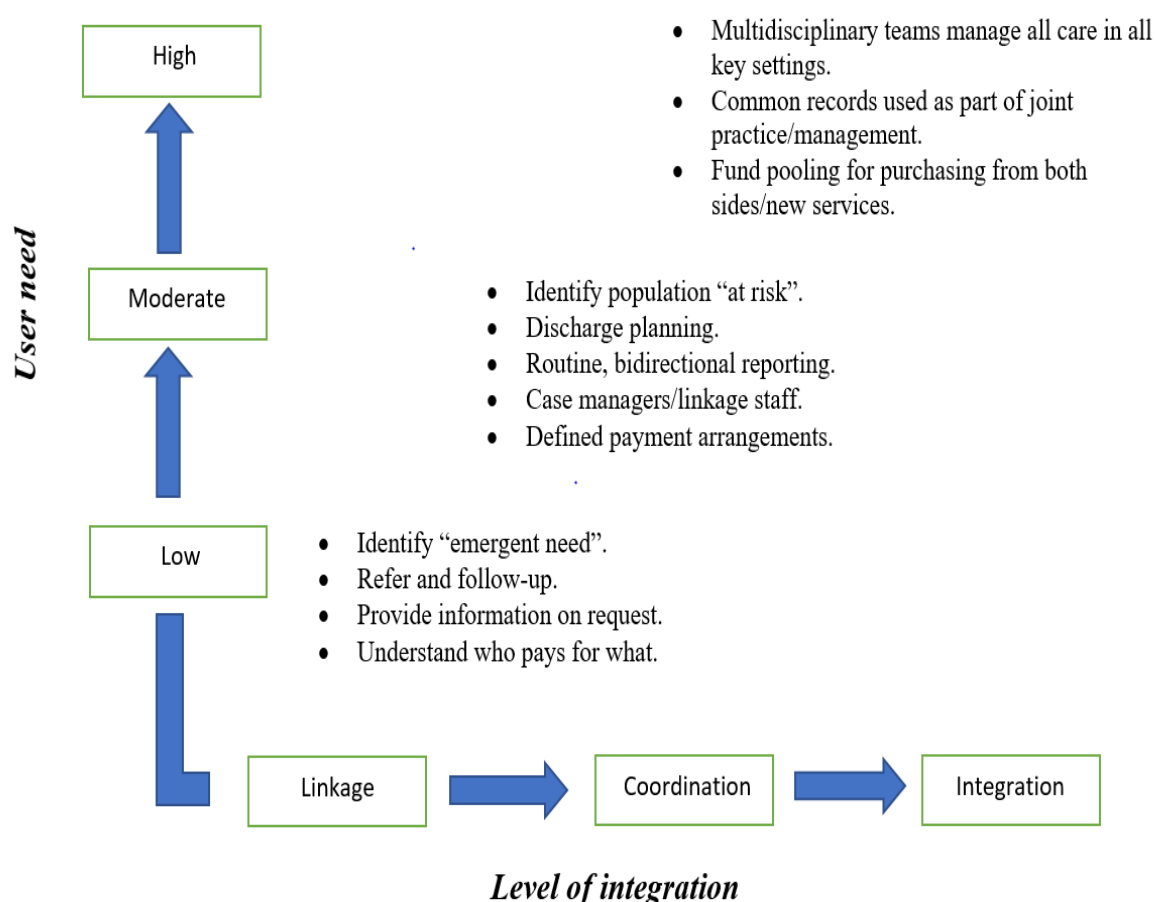 High
• Multidisciplinary teams manage all care in all
key settings.
• Common records used as part of joint
practice/management.
• Fund pooling for purchasing from both
sides/new services.
User need
Moderate
• Identify population “at risk”.
• Discharge planning.
• Routine, bidirectional reporting.
• Case managers/linkage staff.
• Defined payment arrangements.
Low
• Identify “emergent need”.
• Refer and follow-up.
• Provide information on request.
• Understand who pays for what.
Linkage
Coordination
Integration
Level of integration